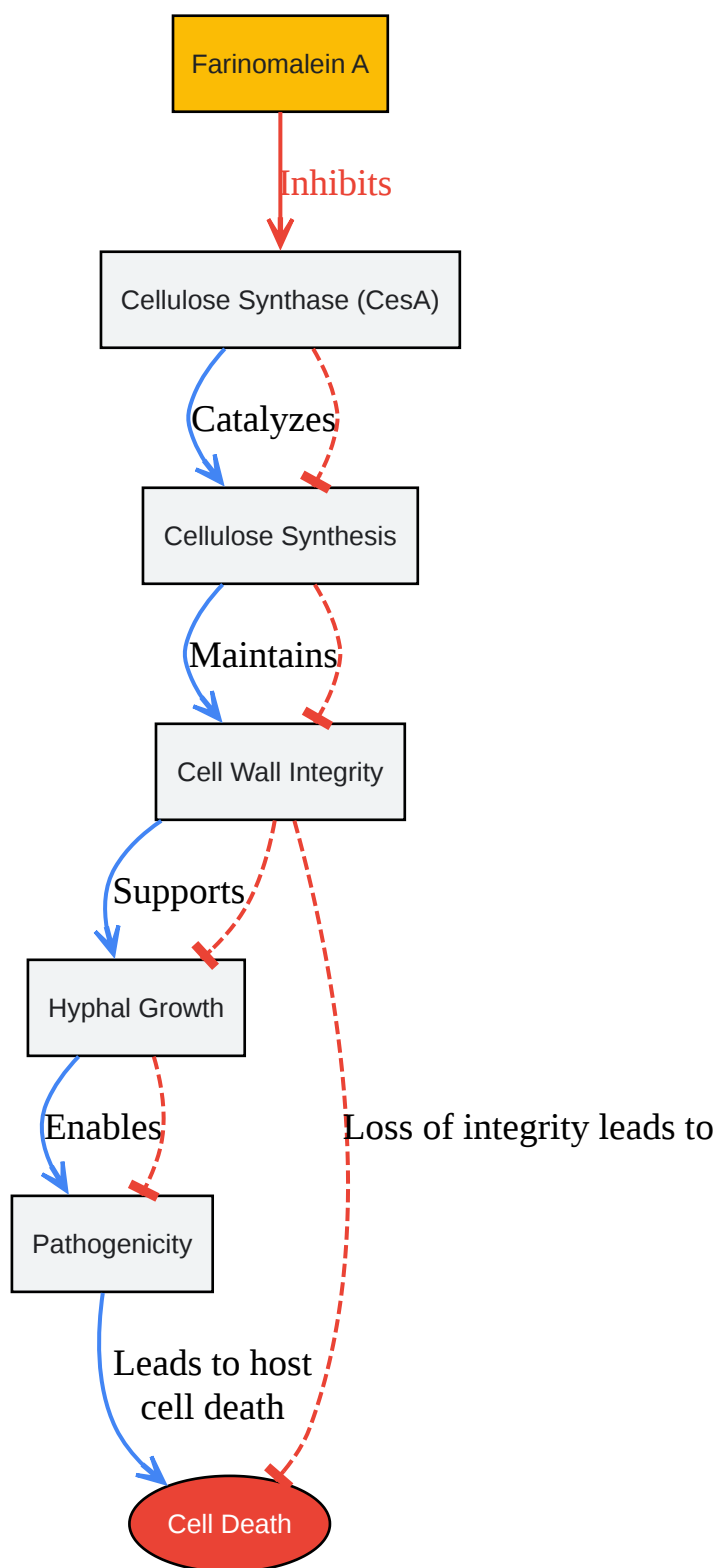 Farinomalein A
Inhibits
Cellulose Synthase (CesA)
Catalyzes
Cellulose Synthesis
Maintains
Cell Wall Integrity
Supports
Hyphal Growth
Enables
Loss of integrity leads to
Pathogenicity
Leads to host
cell death
Cell Death